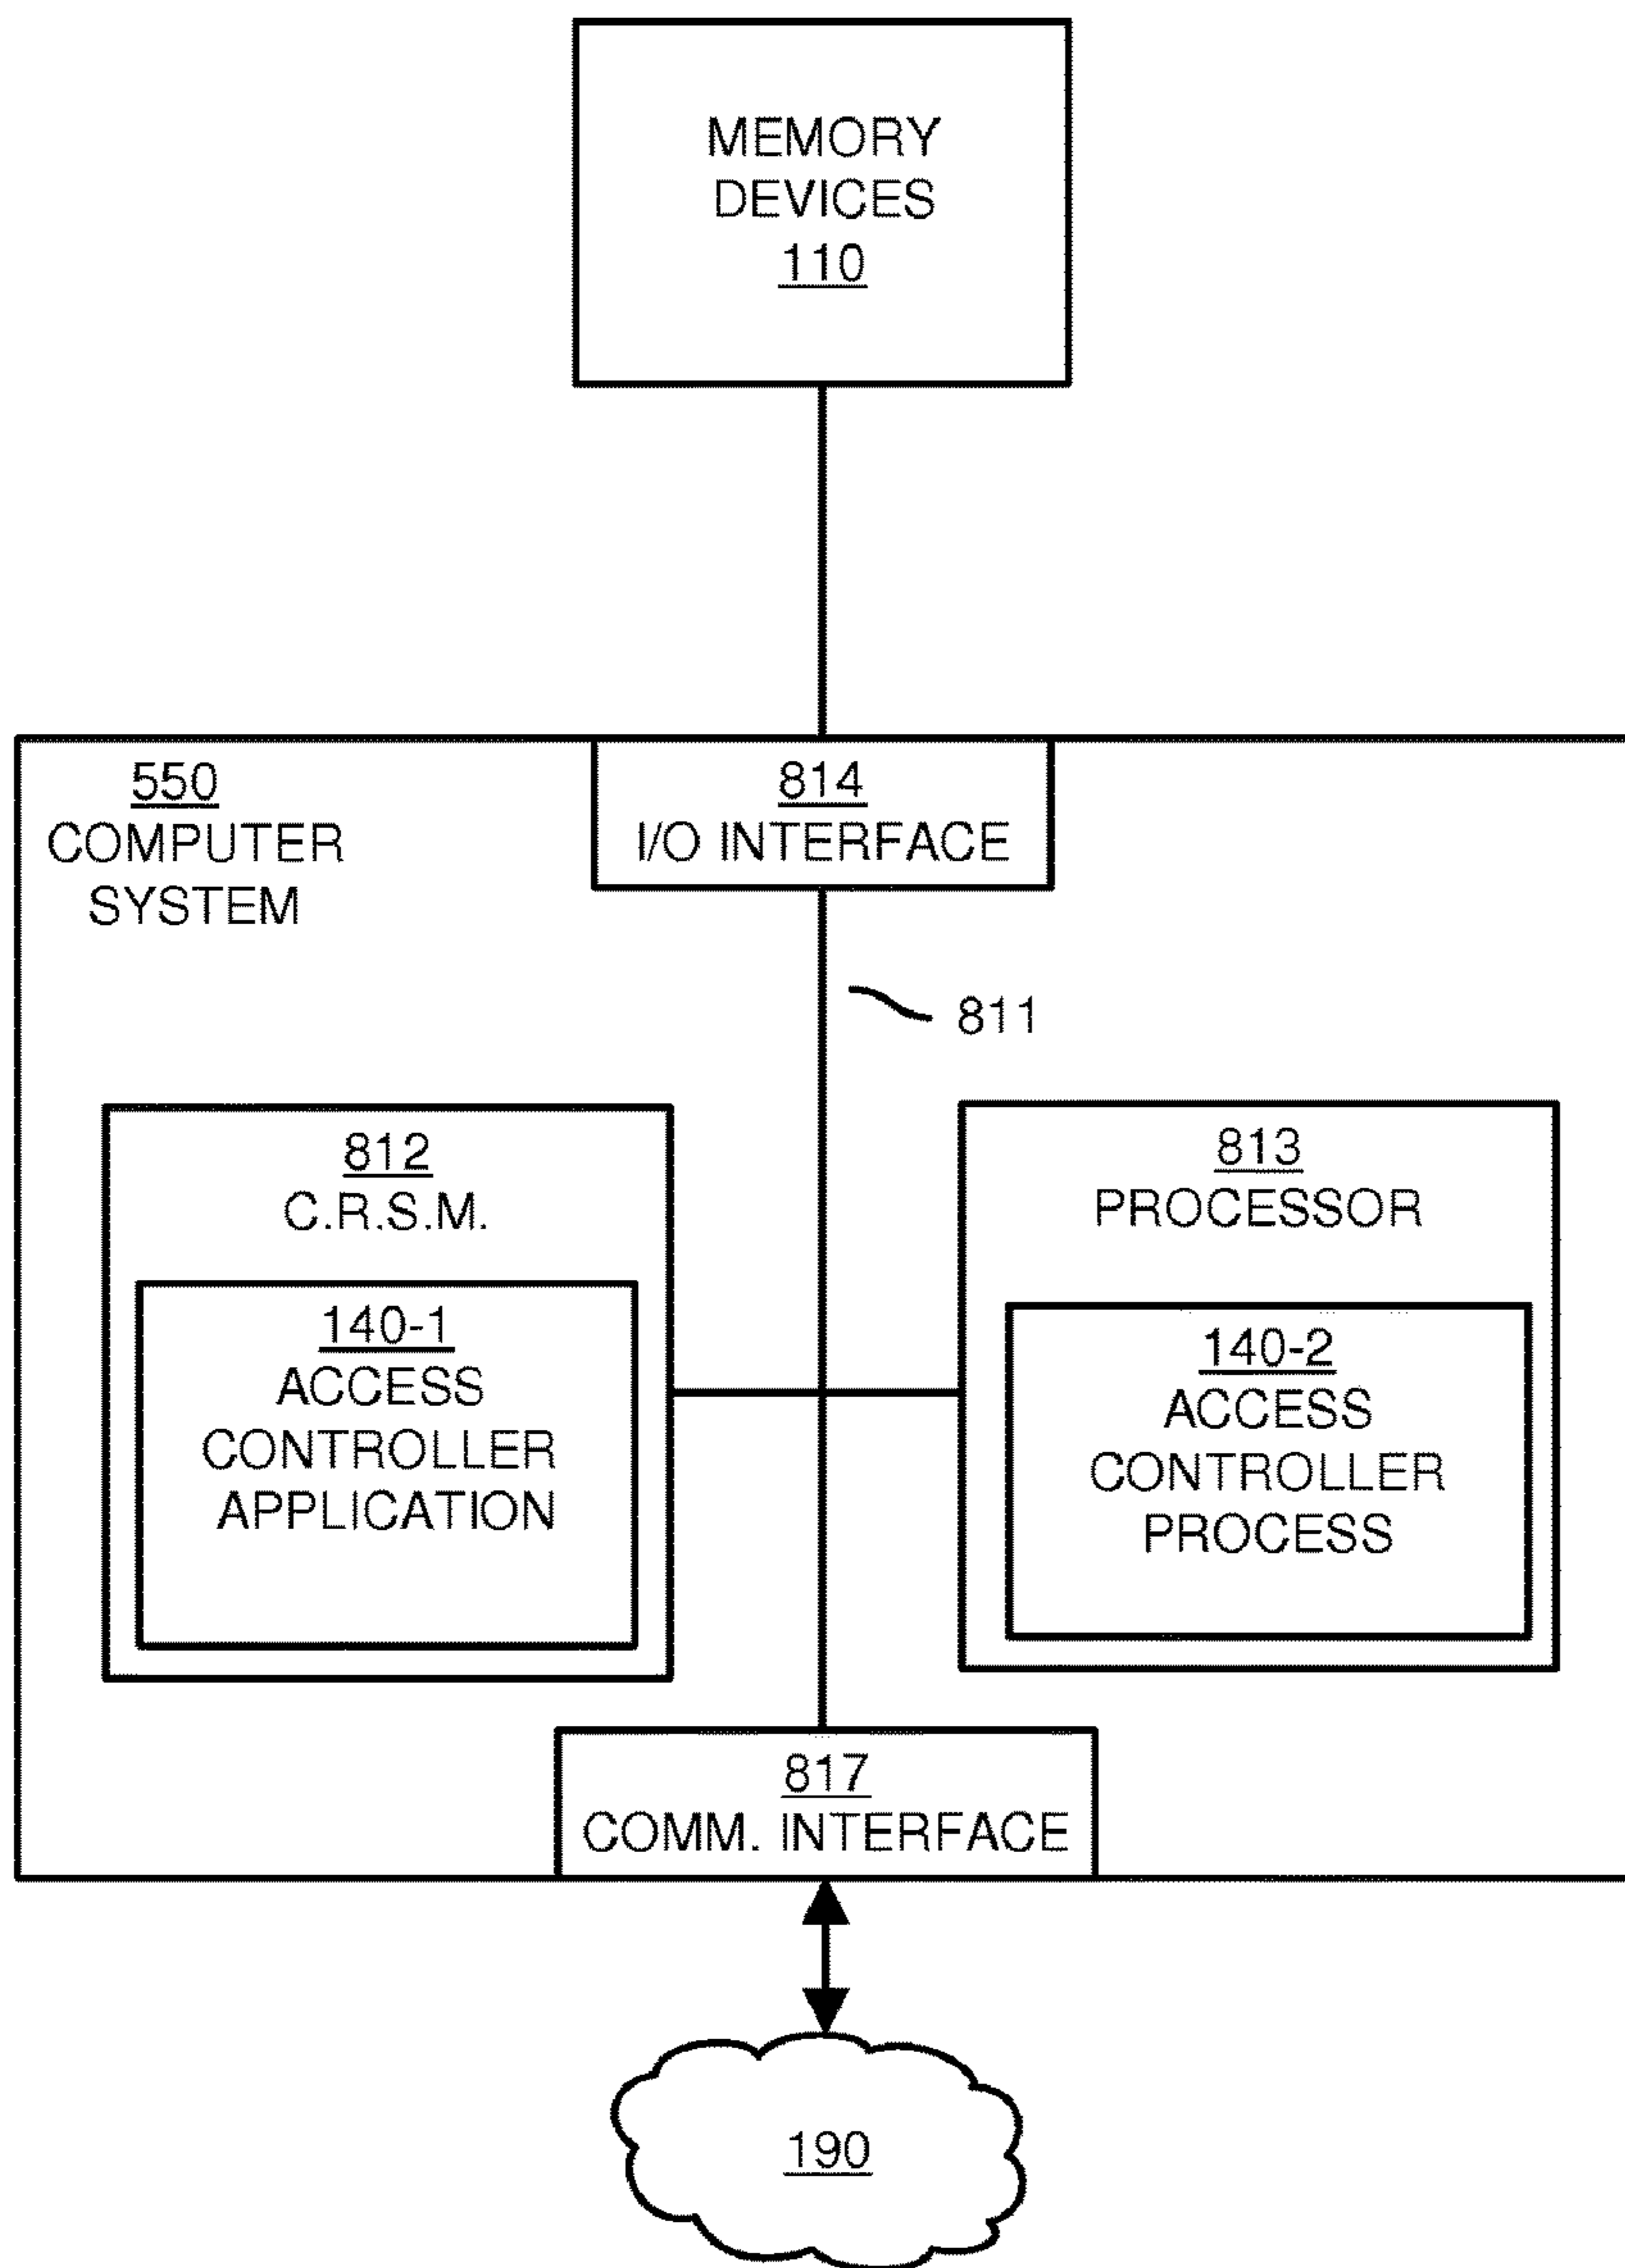 MEMORY
DEVICES
110
550
COMPUTER
SYSTEM
814
I/O INTERFACE
811
812
C.R.S.M.
140-1
ACCESS
CONTROLLER
APPLICATION
813
PROCESSOR
140-2
ACCESS
CONTROLLER
PROCESS
817
COMM. INTERFACE
190